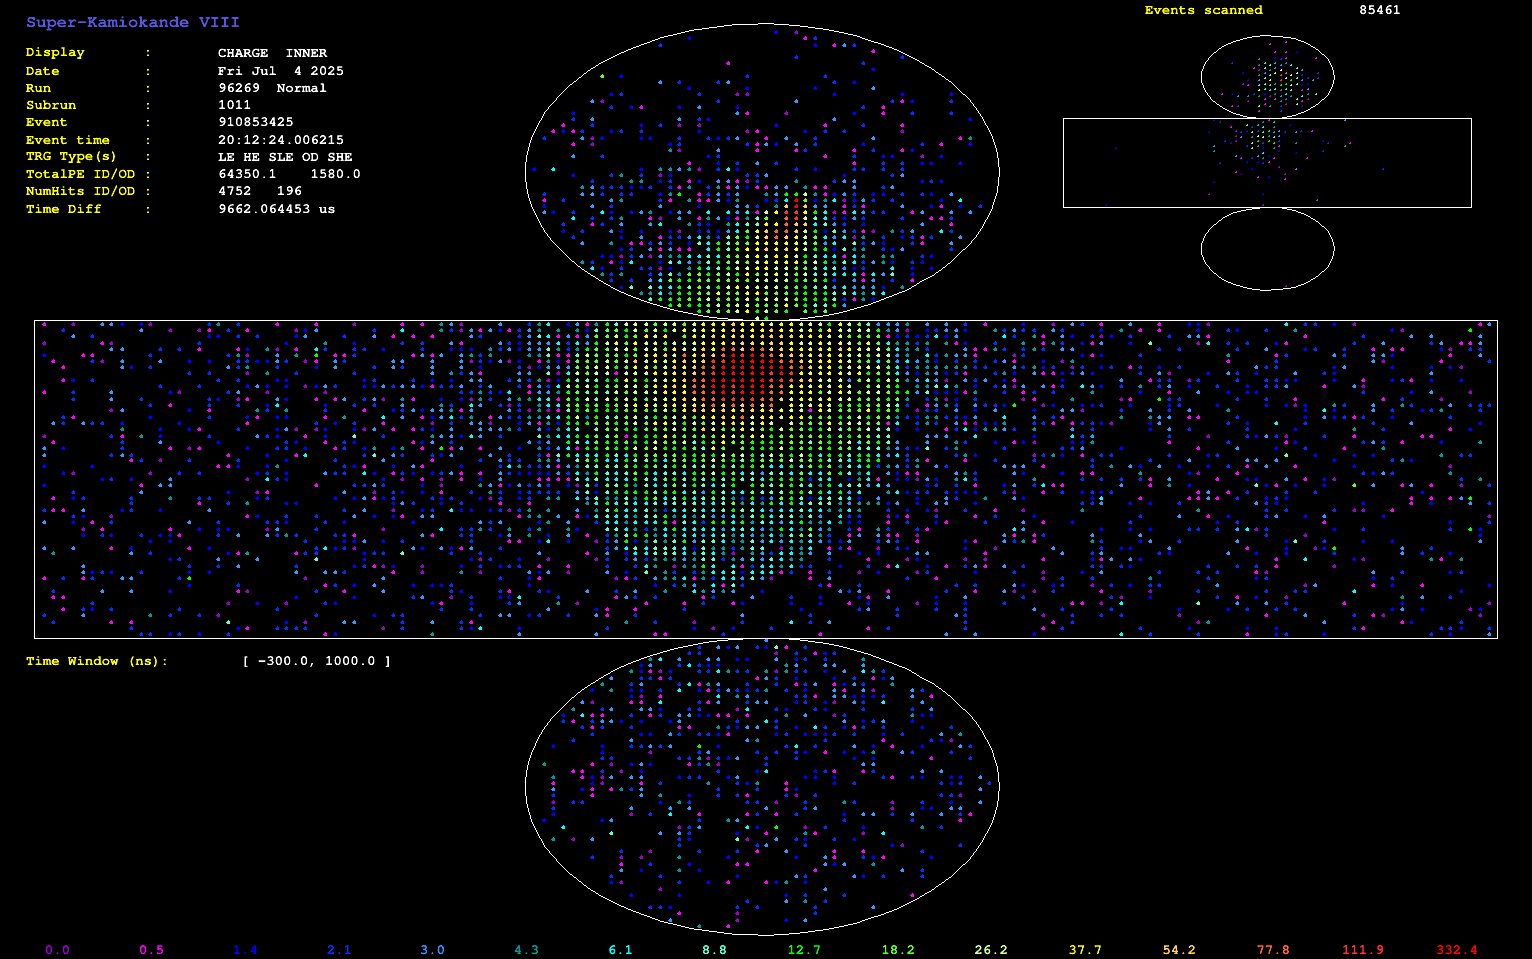 Super-Kamiokande VIII
Events scanned 85461
Display : CHARGE INNER
Date : Fri Jul 4 2025
Run : 96269 Normal
Subrun : 1011
Event : 910853425
Event time : 20:12:24.006215
TRG Type(s) : LE HE SLE OD SHE
TotalPE ID/OD : 64350.1 1580.0
NumHits ID/OD : 4752 196
Time Diff : 9662.064453 us
Time Window (ns): [ -300.0, 1000.0 ]
0.0 0.5 1.4 2.1 3.0 4.3 6.1 8.8 12.7 18.2 26.2 37.7 54.2 77.8 111.9 332.4